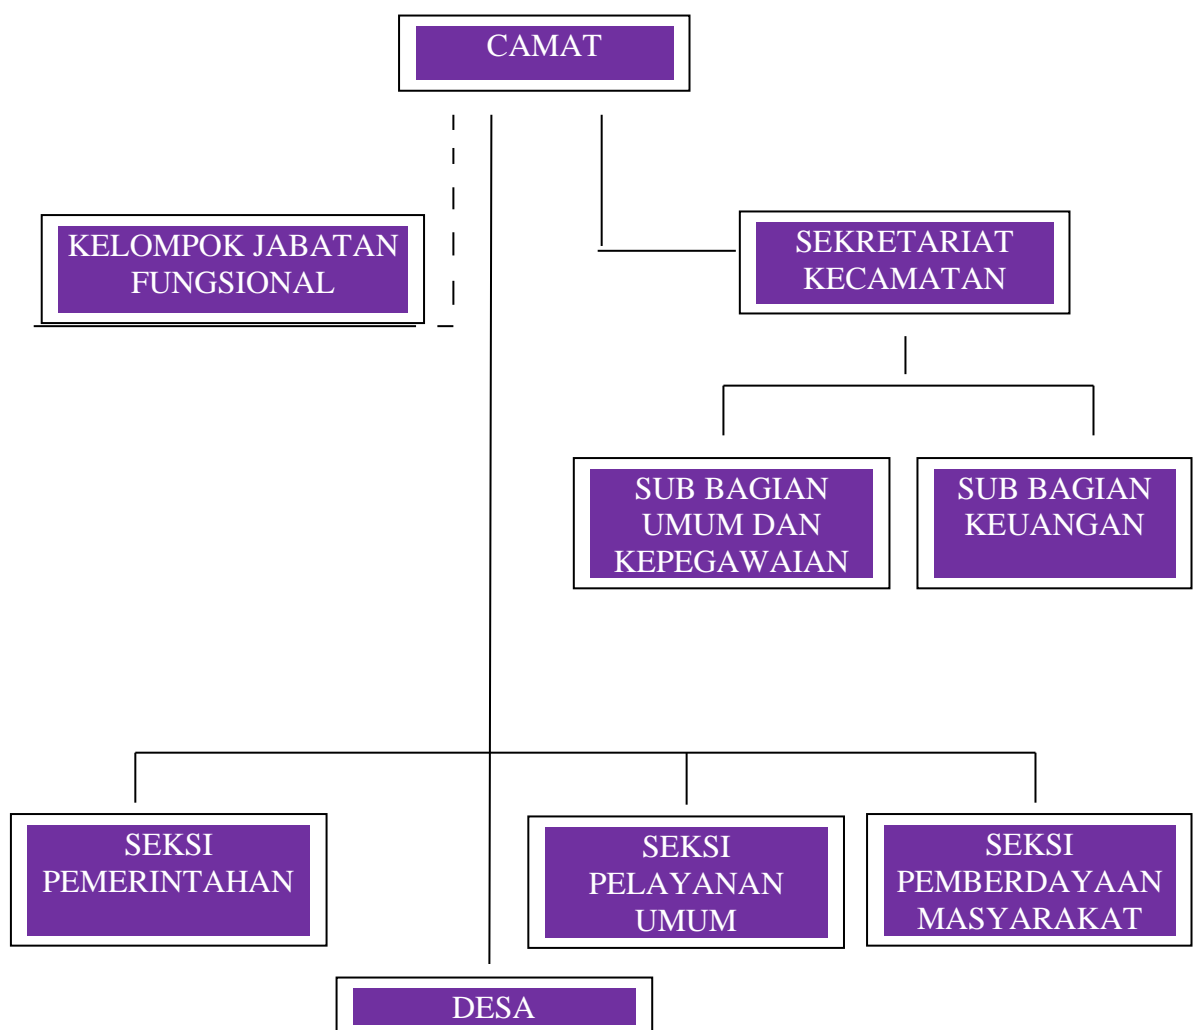 CAMAT
KELOMPOK JABATAN
FUNGSIONAL
SEKRETARIAT
KECAMATAN
SUB BAGIAN
UMUM DAN
KEPEGAWAIAN
SUB BAGIAN
KEUANGAN
SEKSI
PEMERINTAHAN
SEKSI
PELAYANAN
UMUM
SEKSI
PEMBERDAYAAN
MASYARAKAT
DESA